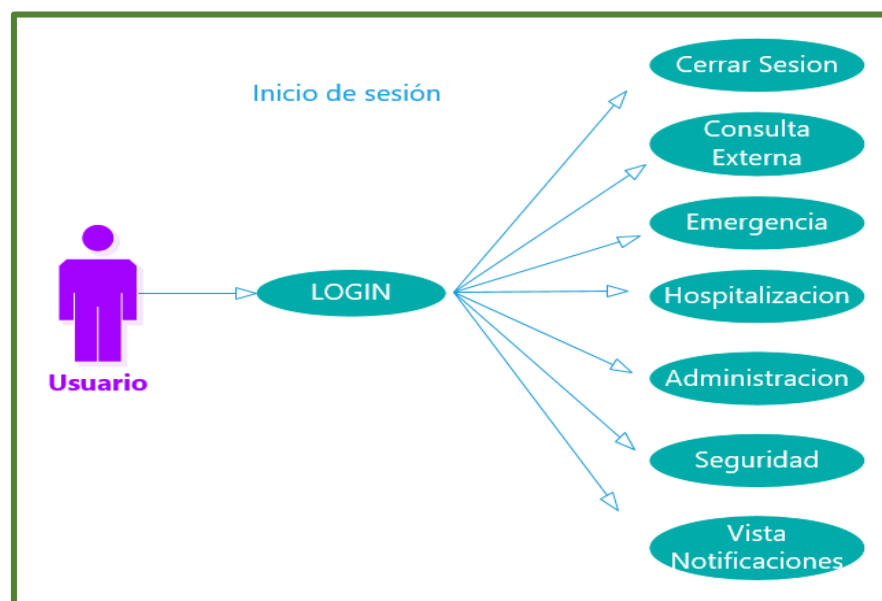 Inicio de sesión
Usuario
LOGIN
Cerrar Sesion
Consulta
Externa
Emergencia
Hospitalizacion
Administracion
Seguridad
Vista
Notificaciones